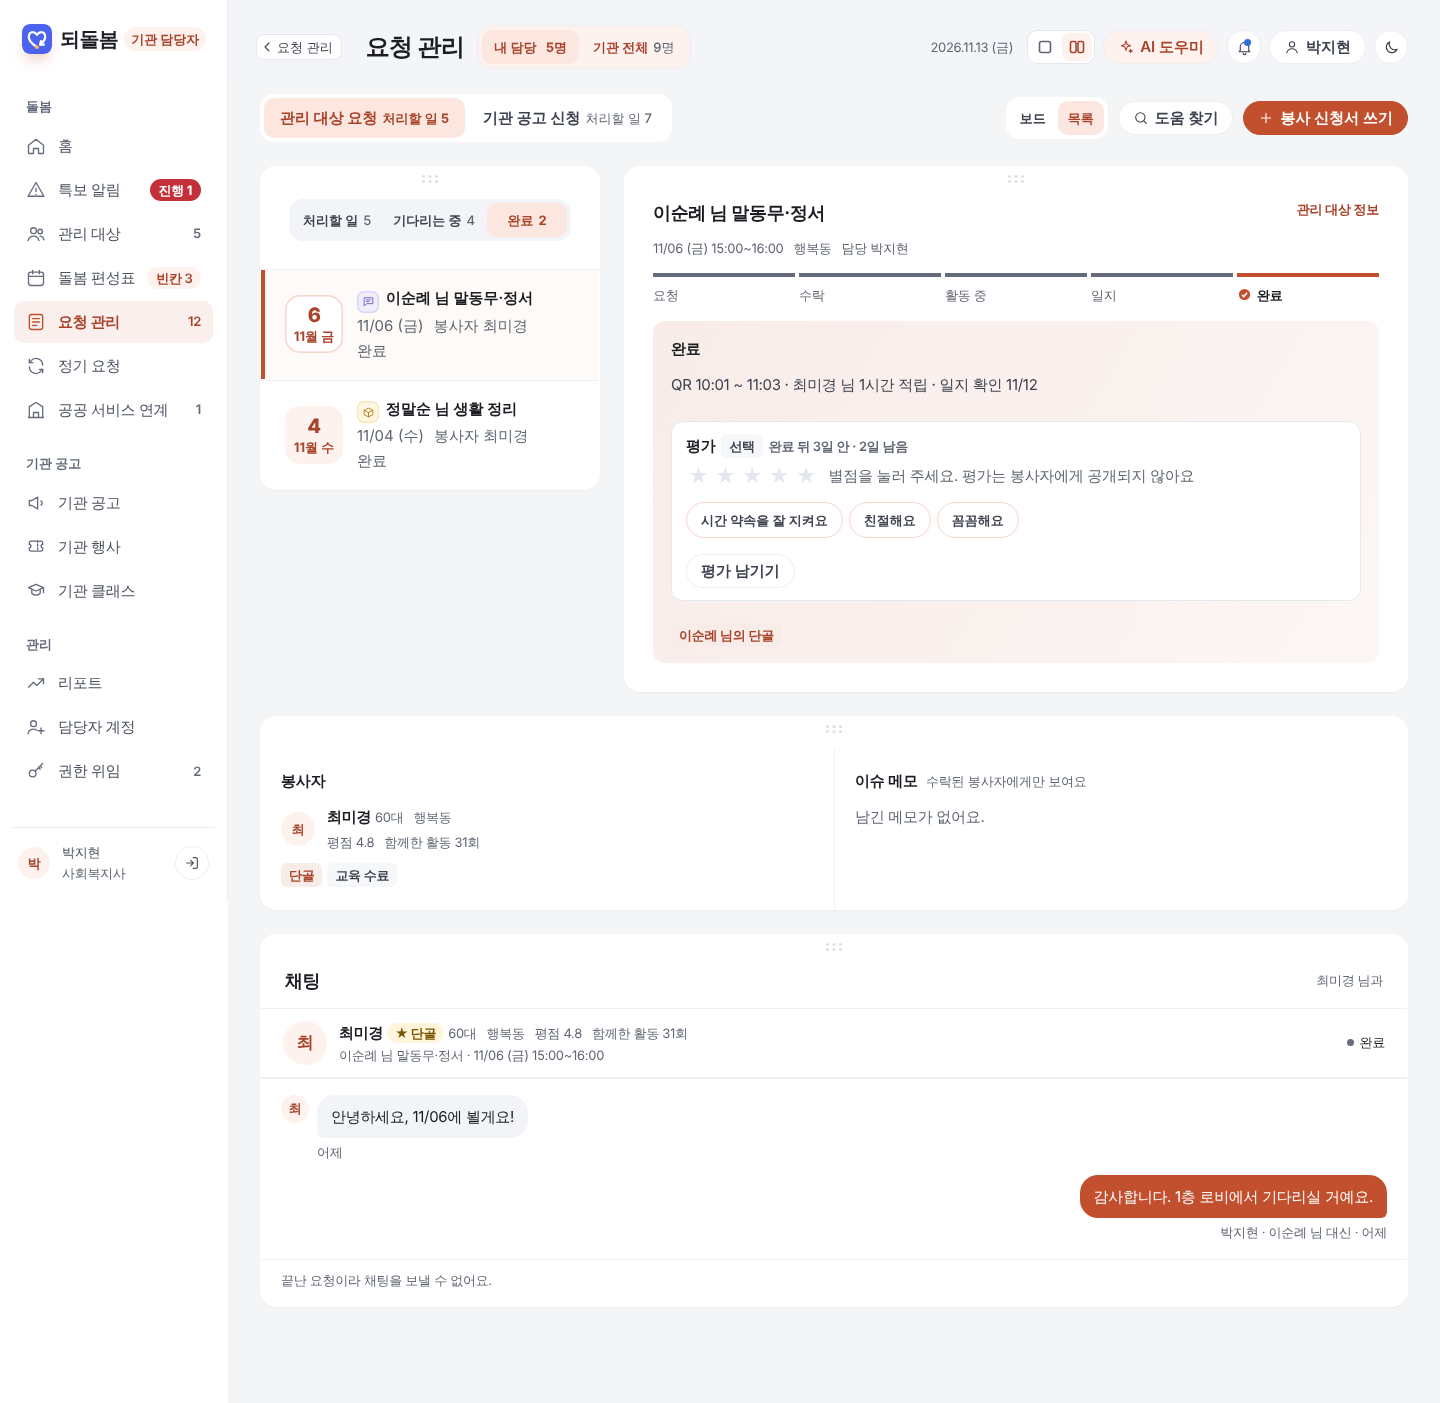 되돌봄 기관 담당자
돌봄
홈
특보 알림 진행 1
관리 대상 5
돌봄 편성표 빈칸 3
요청 관리 12
정기 요청
공공 서비스 연계 1
기관 공고
기관 공고
기관 행사
기관 클래스
관리
리포트
담당자 계정
권한 위임 2
박 박지현
사회복지사
요청 관리 요청 관리 내 담당 5명 기관 전체 9명 2026.11.13 (금) AI 도우미 박지현
관리 대상 요청 처리할 일 5 기관 공고 신청 처리할 일 7 보드 목록 도움 찾기 봉사 신청서 쓰기
처리할 일 5 기다리는 중 4 완료 2
6
11월 금
이순례 님 말동무·정서
11/06 (금) 봉사자 최미경
완료
4
11월 수
정말순 님 생활 정리
11/04 (수) 봉사자 최미경
완료
이순례 님 말동무·정서 관리 대상 정보
11/06 (금) 15:00~16:00 행복동 담당 박지현
요청 수락 활동 중 일지 완료
완료
QR 10:01 ~ 11:03 · 최미경 님 1시간 적립 · 일지 확인 11/12
평가 선택 완료 뒤 3일 안 · 2일 남음
★ ★ ★ ★ ★ 별점을 눌러 주세요. 평가는 봉사자에게 공개되지 않아요
시간 약속을 잘 지켜요 친절해요 꼼꼼해요
평가 남기기
이순례 님의 단골
봉사자
최 최미경 60대 행복동
평점 4.8 함께한 활동 31회
단골 교육 수료
이슈 메모 수락된 봉사자에게만 보여요
남긴 메모가 없어요.
채팅 최미경 님과
최 최미경 ★ 단골 60대 행복동 평점 4.8 함께한 활동 31회
이순례 님 말동무·정서 · 11/06 (금) 15:00~16:00
완료
최 안녕하세요, 11/06에 뵐게요!
어제
감사합니다. 1층 로비에서 기다리실 거예요.
박지현 · 이순례 님 대신 · 어제
끝난 요청이라 채팅을 보낼 수 없어요.